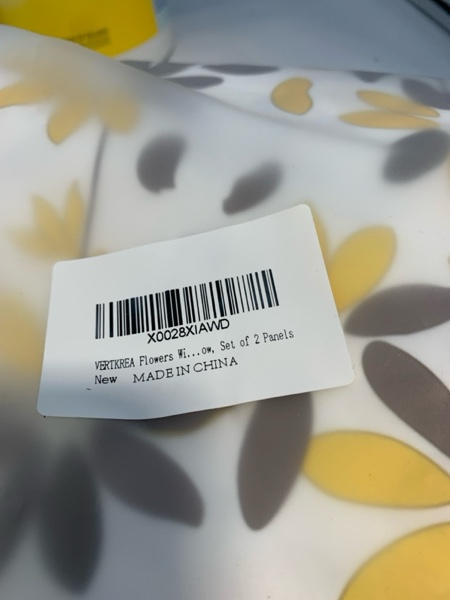 X0028XIAWD
VERTKREA Flowers Wi...ow, Set of 2 Panels
New MADE IN CHINA